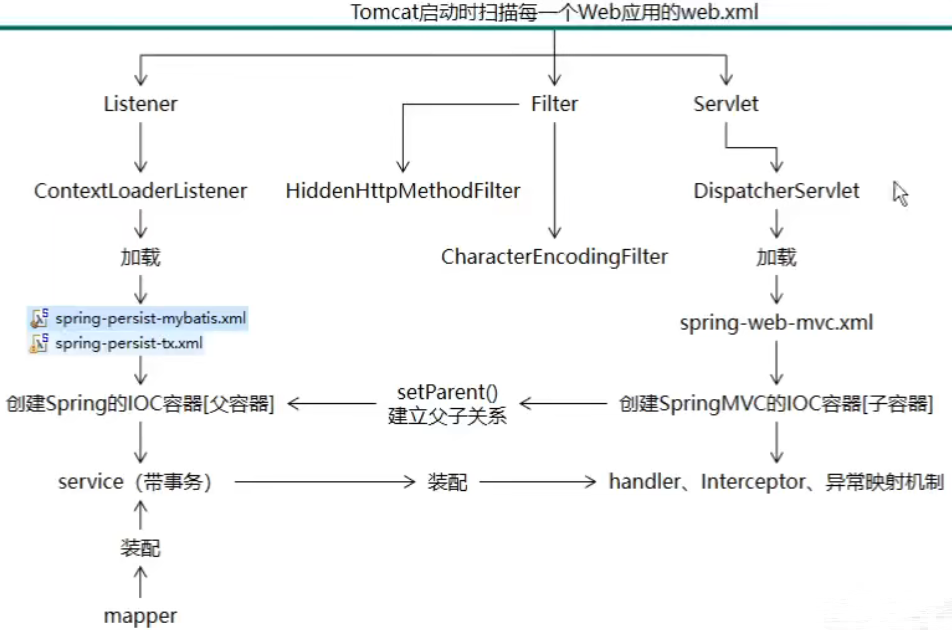 Tomcat启动时扫描每一个Web应用的web.xml
Listener
Filter
Servlet
ContextLoaderListener
HiddenHttpMethodFilter
DispatcherServlet
加载
CharacterEncodingFilter
加载
spring-persist-mybatis.xml
spring-web-mvc.xml
spring-persist-tx.xml
setParent()
创建Spring的IOC容器[父容器]
建立父子关系
创建SpringMVC的IOC容器[子容器]
service（带事务）
装配
handler、Interceptor、异常映射机制
装配
mapper